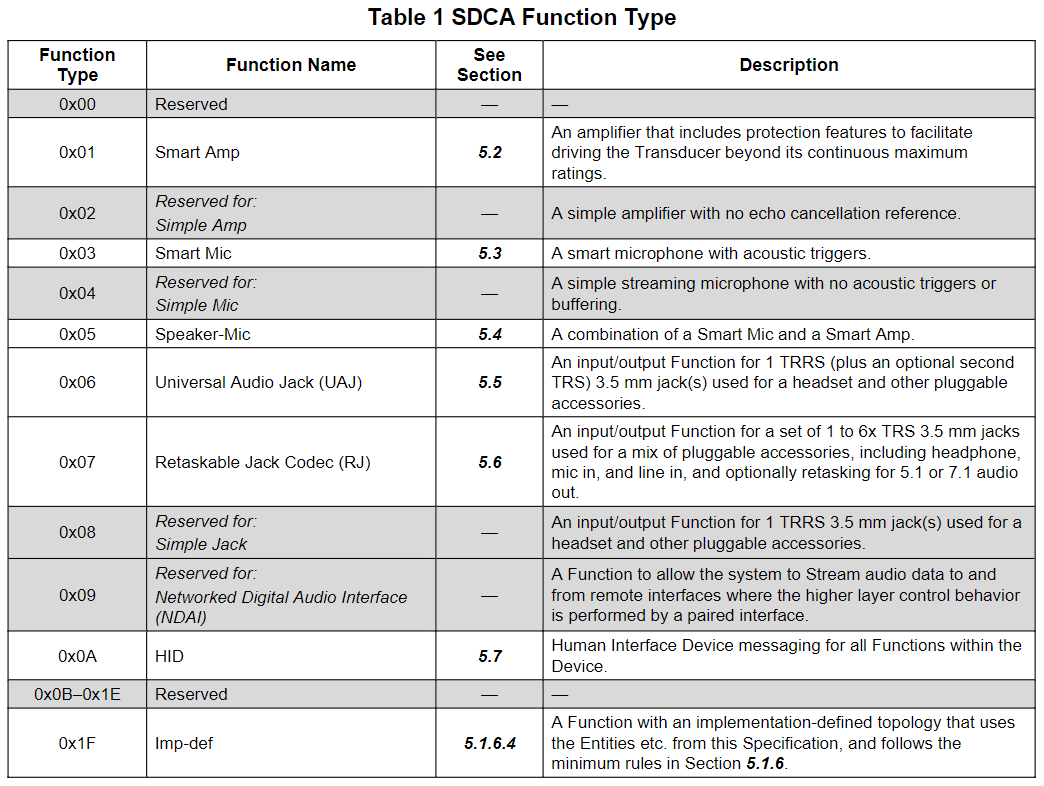 Table 1 SDCA Function Type
Function
Type
Function Name
See
Section
Description
0x00
Reserved
—
—
0x01
Smart Amp
5.2
An amplifier that includes protection features to facilitate
driving the Transducer beyond its continuous maximum
ratings.
0x02
Reserved for:
Simple Amp
—
A simple amplifier with no echo cancellation reference.
0x03
Smart Mic
5.3
A smart microphone with acoustic triggers.
0x04
Reserved for:
Simple Mic
—
A simple streaming microphone with no acoustic triggers or
buffering.
0x05
Speaker-Mic
5.4
A combination of a Smart Mic and a Smart Amp.
0x06
Universal Audio Jack (UAJ)
5.5
An input/output Function for 1 TRRS (plus an optional second
TRS) 3.5 mm jack(s) used for a headset and other pluggable
accessories.
0x07
Retaskable Jack Codec (RJ)
5.6
An input/output Function for a set of 1 to 6x TRS 3.5 mm jacks
used for a mix of pluggable accessories, including headphone,
mic in, and line in, and optionally retasking for 5.1 or 7.1 audio
out.
0x08
Reserved for:
Simple Jack
—
An input/output Function for 1 TRRS 3.5 mm jack(s) used for a
headset and other pluggable accessories.
0x09
Reserved for:
Networked Digital Audio Interface
(NDAI)
—
A Function to allow the system to Stream audio data to and
from remote interfaces where the higher layer control behavior
is performed by a paired interface.
0x0A
HID
5.7
Human Interface Device messaging for all Functions within the
Device.
0x0B–0x1E
Reserved
—
—
0x1F
Imp-def
5.1.6.4
A Function with an implementation-defined topology that uses
the Entities etc. from this Specification, and follows the
minimum rules in Section 5.1.6.